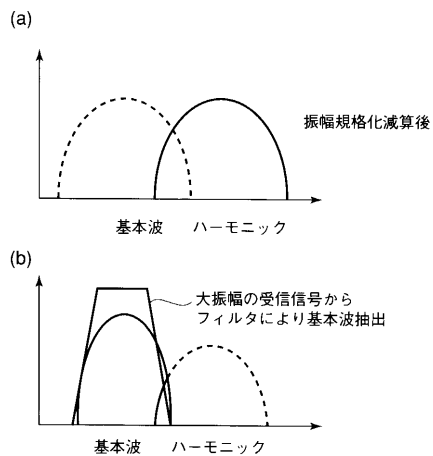 (a)
振幅規格化減算後
基本波 ハーモニック
(b)
大振幅の受信信号から
フィルタにより基本波抽出
基本波 ハーモニック